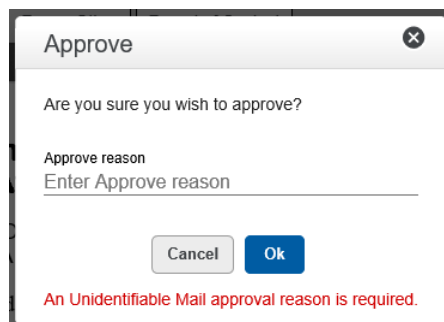 Approve
Are you sure you wish to approve?
Approve reason
Enter Approve reason
Cancel Ok
An Unidentifiable Mail approval reason is required.